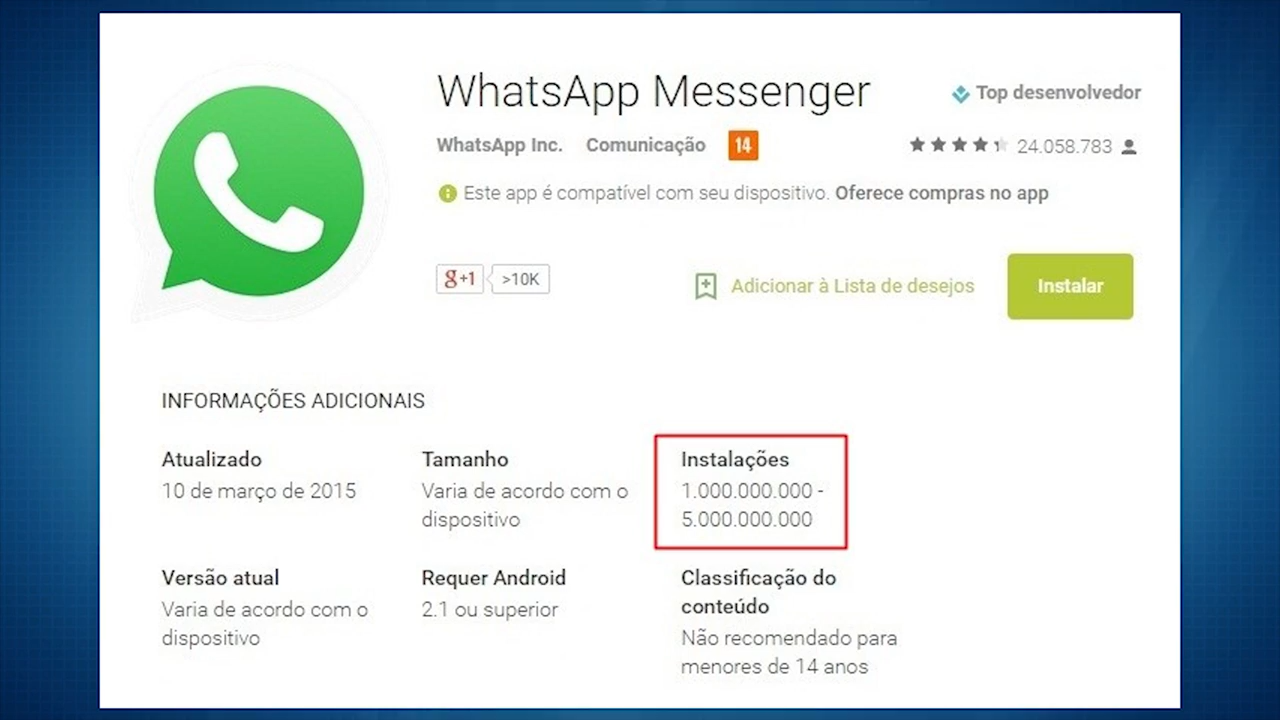 WhatsApp Messenger
Top desenvolvedor
WhatsApp Inc. Comunicação 14
24.058.783
Este app é compatível com seu dispositivo. Oferece compras no app
g+1 >10K
Adicionar à Lista de desejos
Instalar
INFORMAÇÕES ADICIONAIS
Atualizado
10 de março de 2015
Tamanho
Varia de acordo com o
dispositivo
Instalações
1.000.000.000 -
5.000.000.000
Versão atual
Varia de acordo com o
dispositivo
Requer Android
2.1 ou superior
Classificação do
conteúdo
Não recomendado para
menores de 14 anos